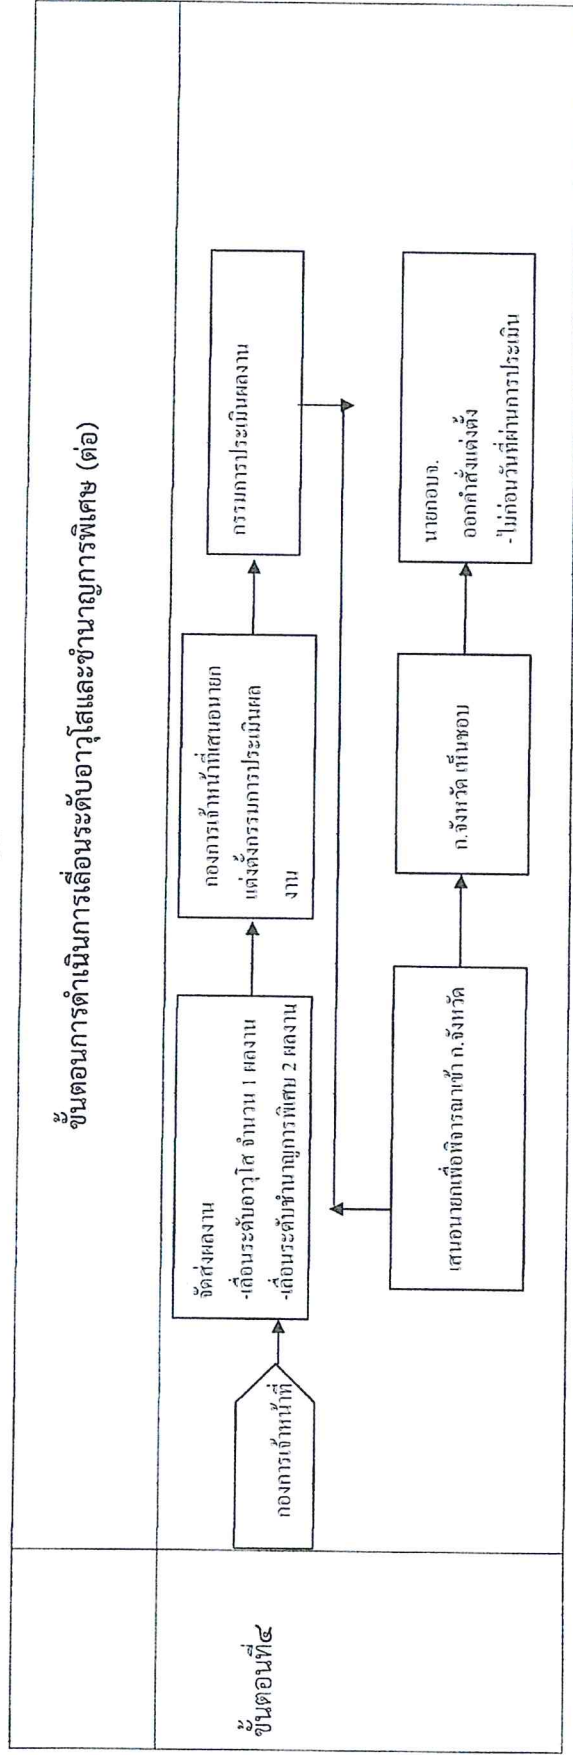 ขั้นตอนการดำเนินการเลื่อนระดับอาวุโสและชำนาญการพิเศษ (ต่อ)
ขั้นตอนที่๔
กองการเจ้าหน้าที่
จัดส่งผลงาน
-เลื่อนระดับอาวุโส จำนวน 1 ผลงาน
-เลื่อนระดับชำนาญการพิเศษ 2 ผลงาน
กองการเจ้าหน้าที่เสนอนายก
แต่งตั้งกรรมการประเมินผล
งาน
กรรมการประเมินผลงาน
เสนอนายกเพื่อพิจารณาเข้า ก.จังหวัด
ก.จังหวัด เห็นชอบ
นายกอบจ.
ออกคำสั่งแต่งตั้ง
-ไม่ก่อนวันที่ผ่านการประเมิน